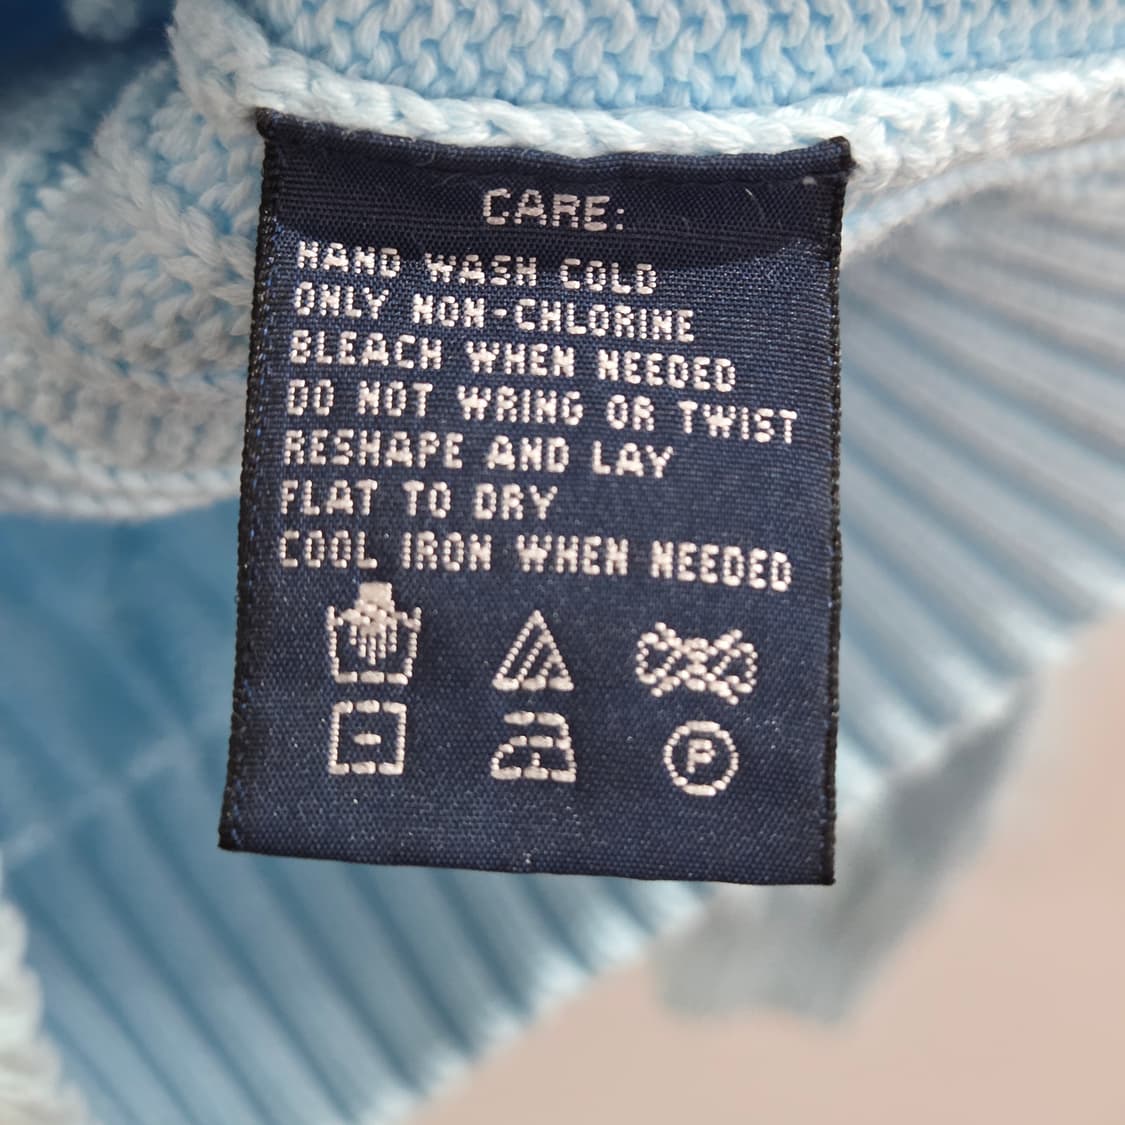 CARE:
HAND WASH COLD
ONLY NON-CHLORINE
BLEACH WHEN NEEDED
DO NOT WRING OR TWIST
RESHAPE AND LAY
FLAT TO DRY
COOL IRON WHEN NEEDED
P